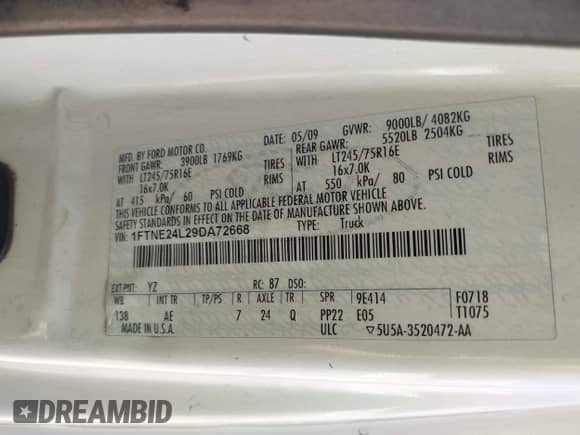 MFD. BY FORD MOTOR CO.
DATE: 05/09 GVWR: 9000LB/ 4082KG
FRONT GAWR: 3900LB 1769KG
REAR GAWR: 5520LB 2504KG
WITH LT245/75R16E TIRES
WITH LT245/75R16E TIRES
16x7.0K RIMS
16x7.0K RIMS
AT 415 kPa/ 60 PSI COLD
AT 550 kPa/ 80 PSI COLD
THIS VEHICLE CONFORMS TO ALL APPLICABLE FEDERAL MOTOR VEHICLE
SAFETY AND THEFT PREVENTION STANDARDS IN EFFECT ON THE DATE OF MANUFACTURE SHOWN ABOVE.
VIN: 1FTNE24L29DA72668
TYPE: Truck
EXT PNT: YZ RC: 87 DSO:
WB INT TR TP/PS R AXLE TR SPR 9E414 F0718
138 AE 7 24 Q PP22 E05 T1075
MADE IN U.S.A. ULC ▽5U5A-3520472-AA
DREAMBID